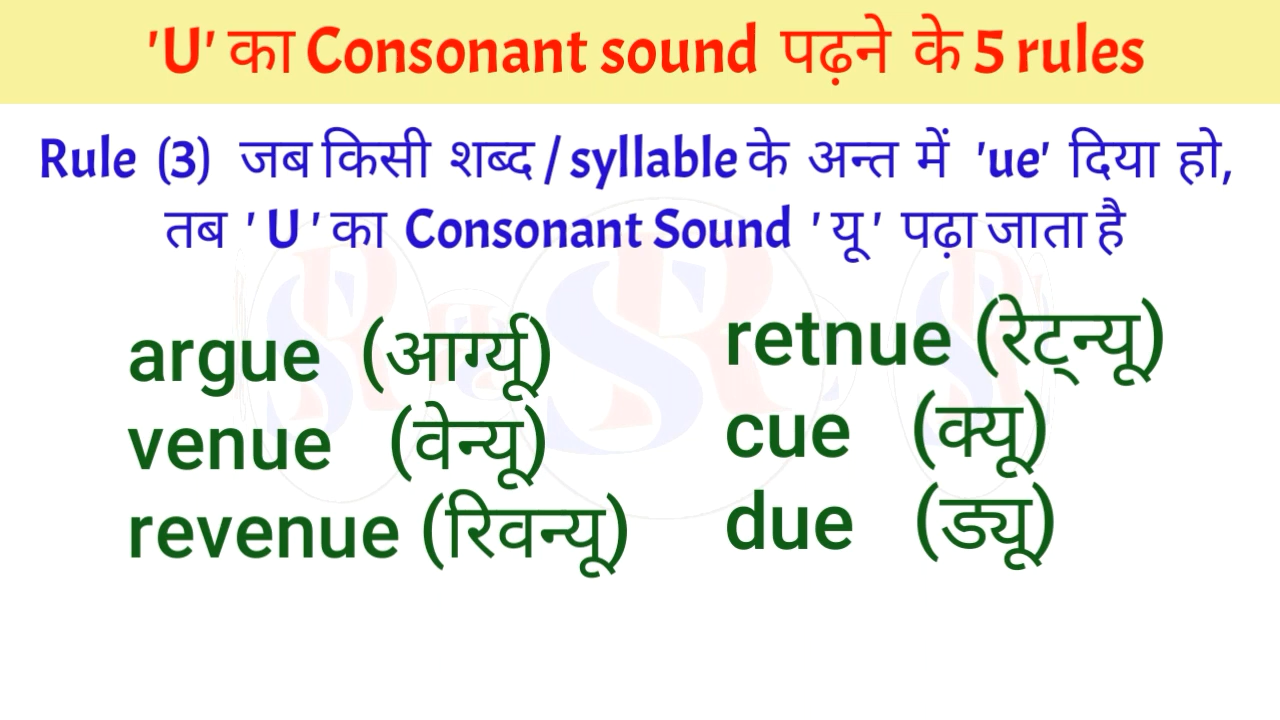 'U' का Consonant sound पढ़ने के 5 rules
Rule (3) जब किसी शब्द / syllable के अन्त में 'ue' दिया हो,
तब ' U ' का Consonant Sound ' यू ' पढ़ा जाता है
argue (आर्ग्यू)
venue (वेन्यू)
revenue (रिवन्यू)
retnue (रेट्न्यू)
cue (क्यू)
due (ड्यू)